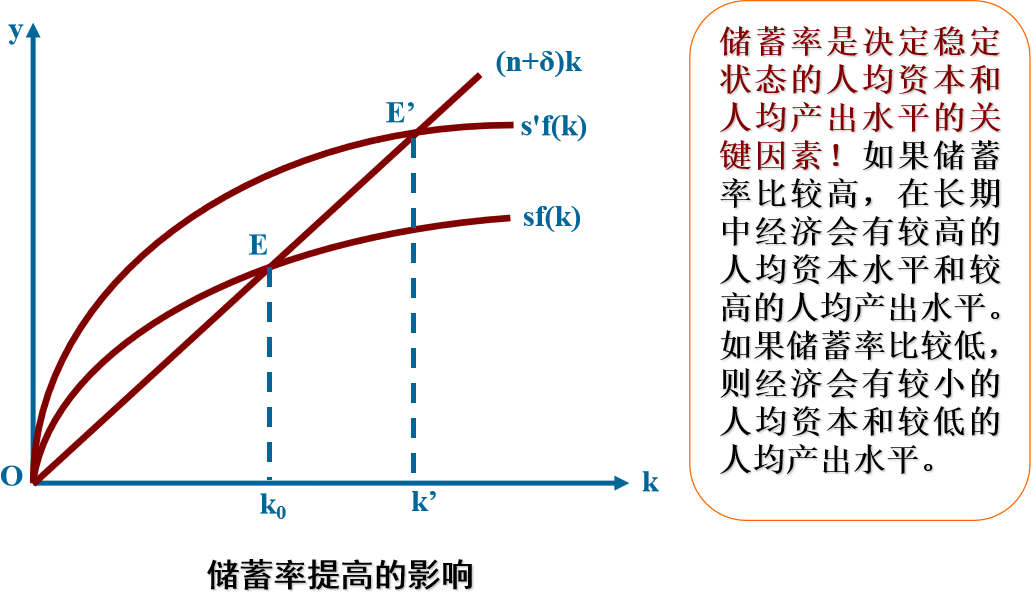 y
(n+δ)k
E’
s'f(k)
sf(k)
E
O
k₀
k’
k
储蓄率提高的影响
储蓄率是决定稳定
状态的人均资本和
人均产出水平的关
键因素！如果储蓄
率比较高，在长期
中经济会有较高的
人均资本水平和较
高的人均产出水平。
如果储蓄率比较低，
则经济会有较小的
人均资本和较低的
人均产出水平。